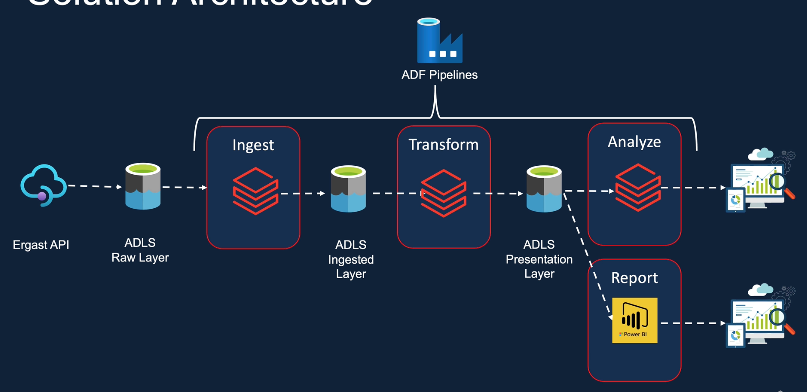 Solution Architecture
ADF Pipelines
Ingest
Transform
Analyze
Ergast API
ADLS
Raw Layer
ADLS
Ingested
Layer
ADLS
Presentation
Layer
Report
Power BI